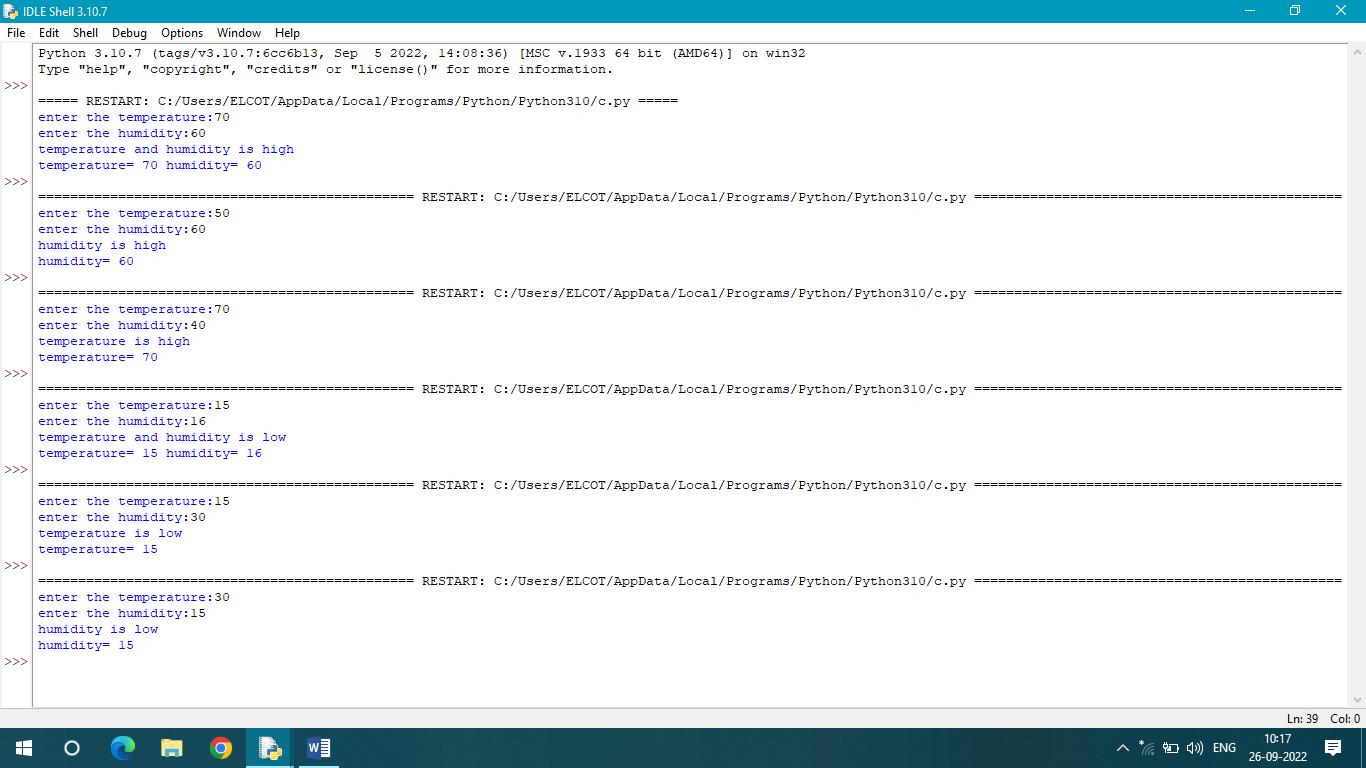 IDLE Shell 3.10.7
File Edit Shell Debug Options Window Help
Python 3.10.7 (tags/v3.10.7:6cc6b13, Sep  5 2022, 14:08:36) [MSC v.1933 64 bit (AMD64)] on win32
Type "help", "copyright", "credits" or "license()" for more information.
>>>
===== RESTART: C:/Users/ELCOT/AppData/Local/Programs/Python/Python310/c.py =====
enter the temperature:70
enter the humidity:60
temperature and humidity is high
temperature= 70 humidity= 60
>>>
=============================================== RESTART: C:/Users/ELCOT/AppData/Local/Programs/Python/Python310/c.py ==============================================
enter the temperature:50
enter the humidity:60
humidity is high
humidity= 60
>>>
=============================================== RESTART: C:/Users/ELCOT/AppData/Local/Programs/Python/Python310/c.py ==============================================
enter the temperature:70
enter the humidity:40
temperature is high
temperature= 70
>>>
=============================================== RESTART: C:/Users/ELCOT/AppData/Local/Programs/Python/Python310/c.py ==============================================
enter the temperature:15
enter the humidity:16
temperature and humidity is low
temperature= 15 humidity= 16
>>>
=============================================== RESTART: C:/Users/ELCOT/AppData/Local/Programs/Python/Python310/c.py ==============================================
enter the temperature:15
enter the humidity:30
temperature is low
temperature= 15
>>>
=============================================== RESTART: C:/Users/ELCOT/AppData/Local/Programs/Python/Python310/c.py ==============================================
enter the temperature:30
enter the humidity:15
humidity is low
humidity= 15
>>>
Ln: 39 Col: 0
W
ENG
10:17
26-09-2022